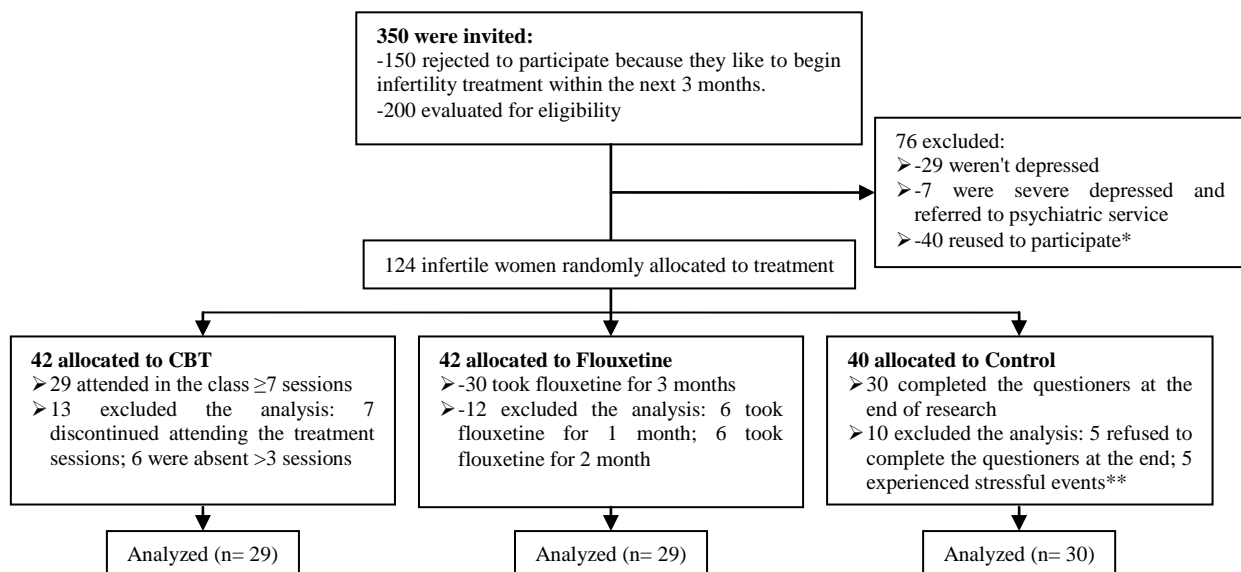 350 were invited:
-150 rejected to participate because they like to begin
infertility treatment within the next 3 months.
-200 evaluated for eligibility
76 excluded:
➢-29 weren't depressed
➢-7 were severe depressed and
referred to psychiatric service
➢-40 reused to participate*
124 infertile women randomly allocated to treatment
42 allocated to CBT
➢29 attended in the class ≥7 sessions
➢13 excluded the analysis: 7
discontinued attending the treatment
sessions; 6 were absent >3 sessions
42 allocated to Flouxetine
➢-30 took flouxetine for 3 months
➢-12 excluded the analysis: 6 took
flouxetine for 1 month; 6 took
flouxetine for 2 month
40 allocated to Control
➢30 completed the questioners at the
end of research
➢10 excluded the analysis: 5 refused to
complete the questioners at the end; 5
experienced stressful events**
Analyzed (n= 29)
Analyzed (n= 29)
Analyzed (n= 30)